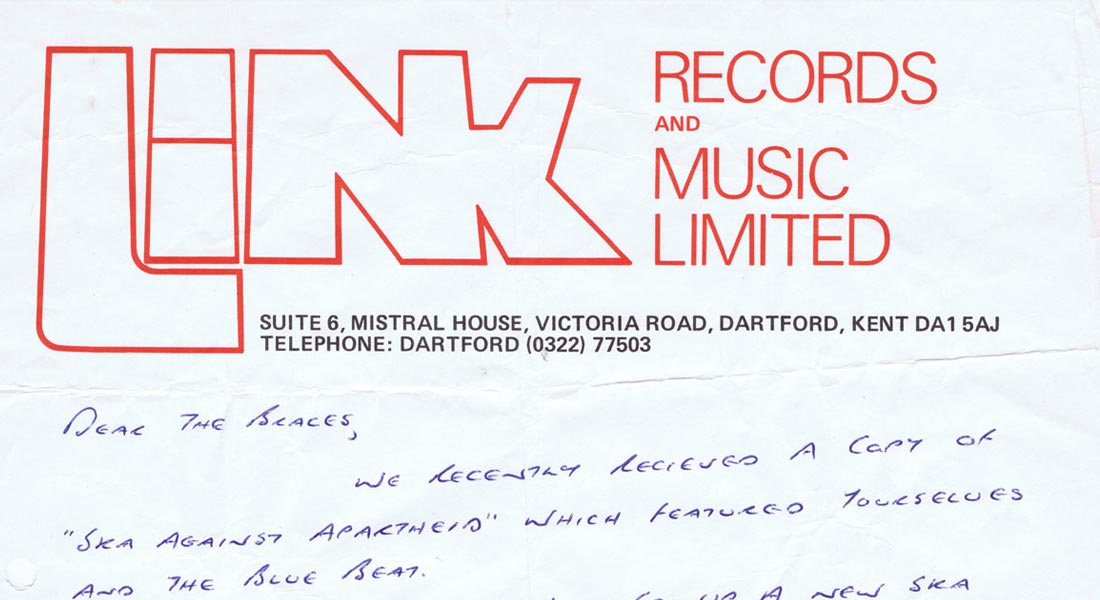 LINK
RECORDS
AND
MUSIC
LIMITED
SUITE 6, MISTRAL HOUSE, VICTORIA ROAD, DARTFORD, KENT DA1 5AJ
TELEPHONE: DARTFORD (0322) 77503
DEAR THE BRACES,
WE RECENTLY RECIEVED A COPY OF
"SKA AGAINST APARTHEID" WHICH FEATURED YOURSELVES
AND THE BLUE BEAT.
UP A NEW SKA